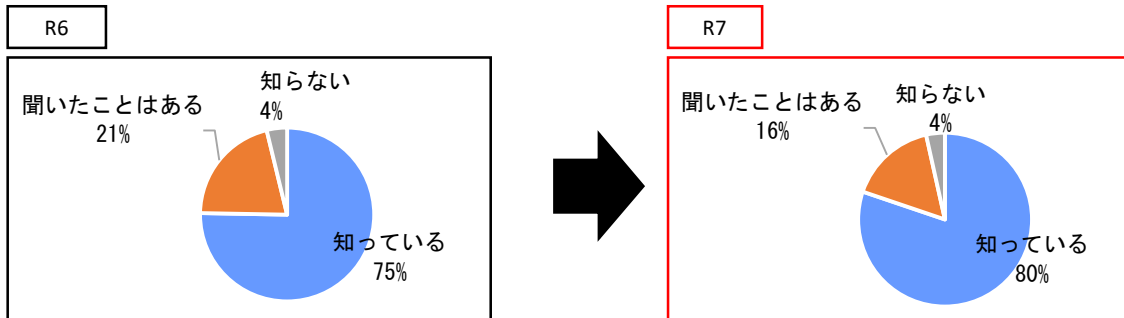 R6
知らない
4%
聞いたことはある
21%
知っている
75%
R7
知らない
4%
聞いたことはある
16%
知っている
80%